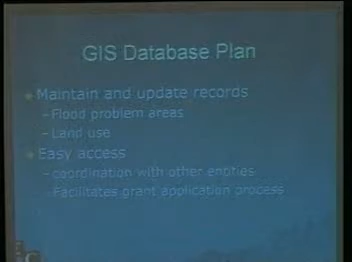 GIS Database Plan
Maintain and update records
– Flood problem areas
– Land use
Easy access
– coordination with other entities
– Facilitates grant application process